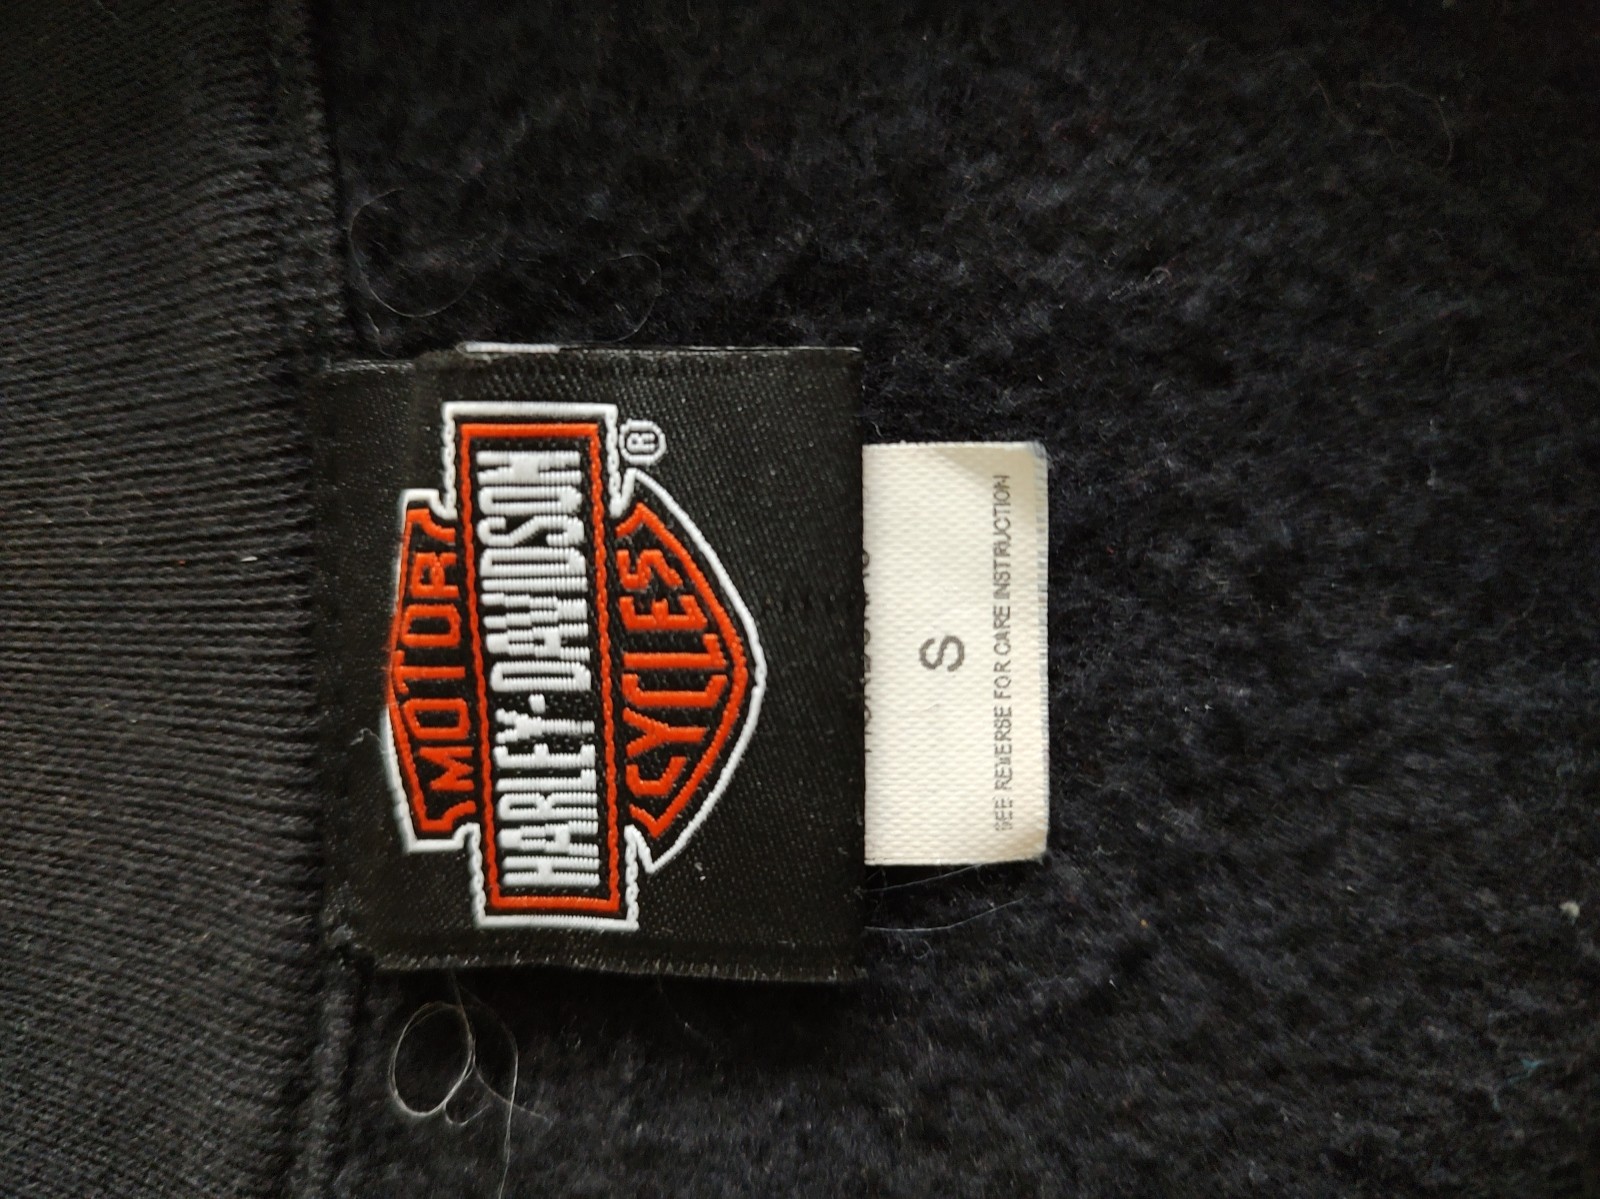 MOTOR
HARLEY-DAVIDSON
CYCLES
®
S
SEE REVERSE FOR CARE INSTRUCTION